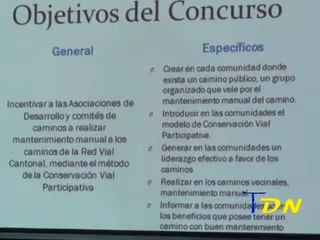 Objetivos del Concurso
General
Incentivar a las Asociaciones de
Desarrollo y comités de
caminos a realizar
mantenimiento manual a los
caminos de la Red Vial
Cantonal, mediante el método
de la Conservación Vial
Participativa
Específicos
Crear en cada comunidad donde
exista un camino público, un grupo
organizado que vele por el
mantenimiento manual del camino.
Introducir en las comunidades el
modelo de Conservación Vial
Participativa.
Generar en las comunidades un
liderazgo efectivo a favor de los
caminos
Realizar en los caminos vecinales,
mantenimiento manual
Informar a las comunidades
los beneficios que posee tener un
camino con buen mantenimiento
TDN